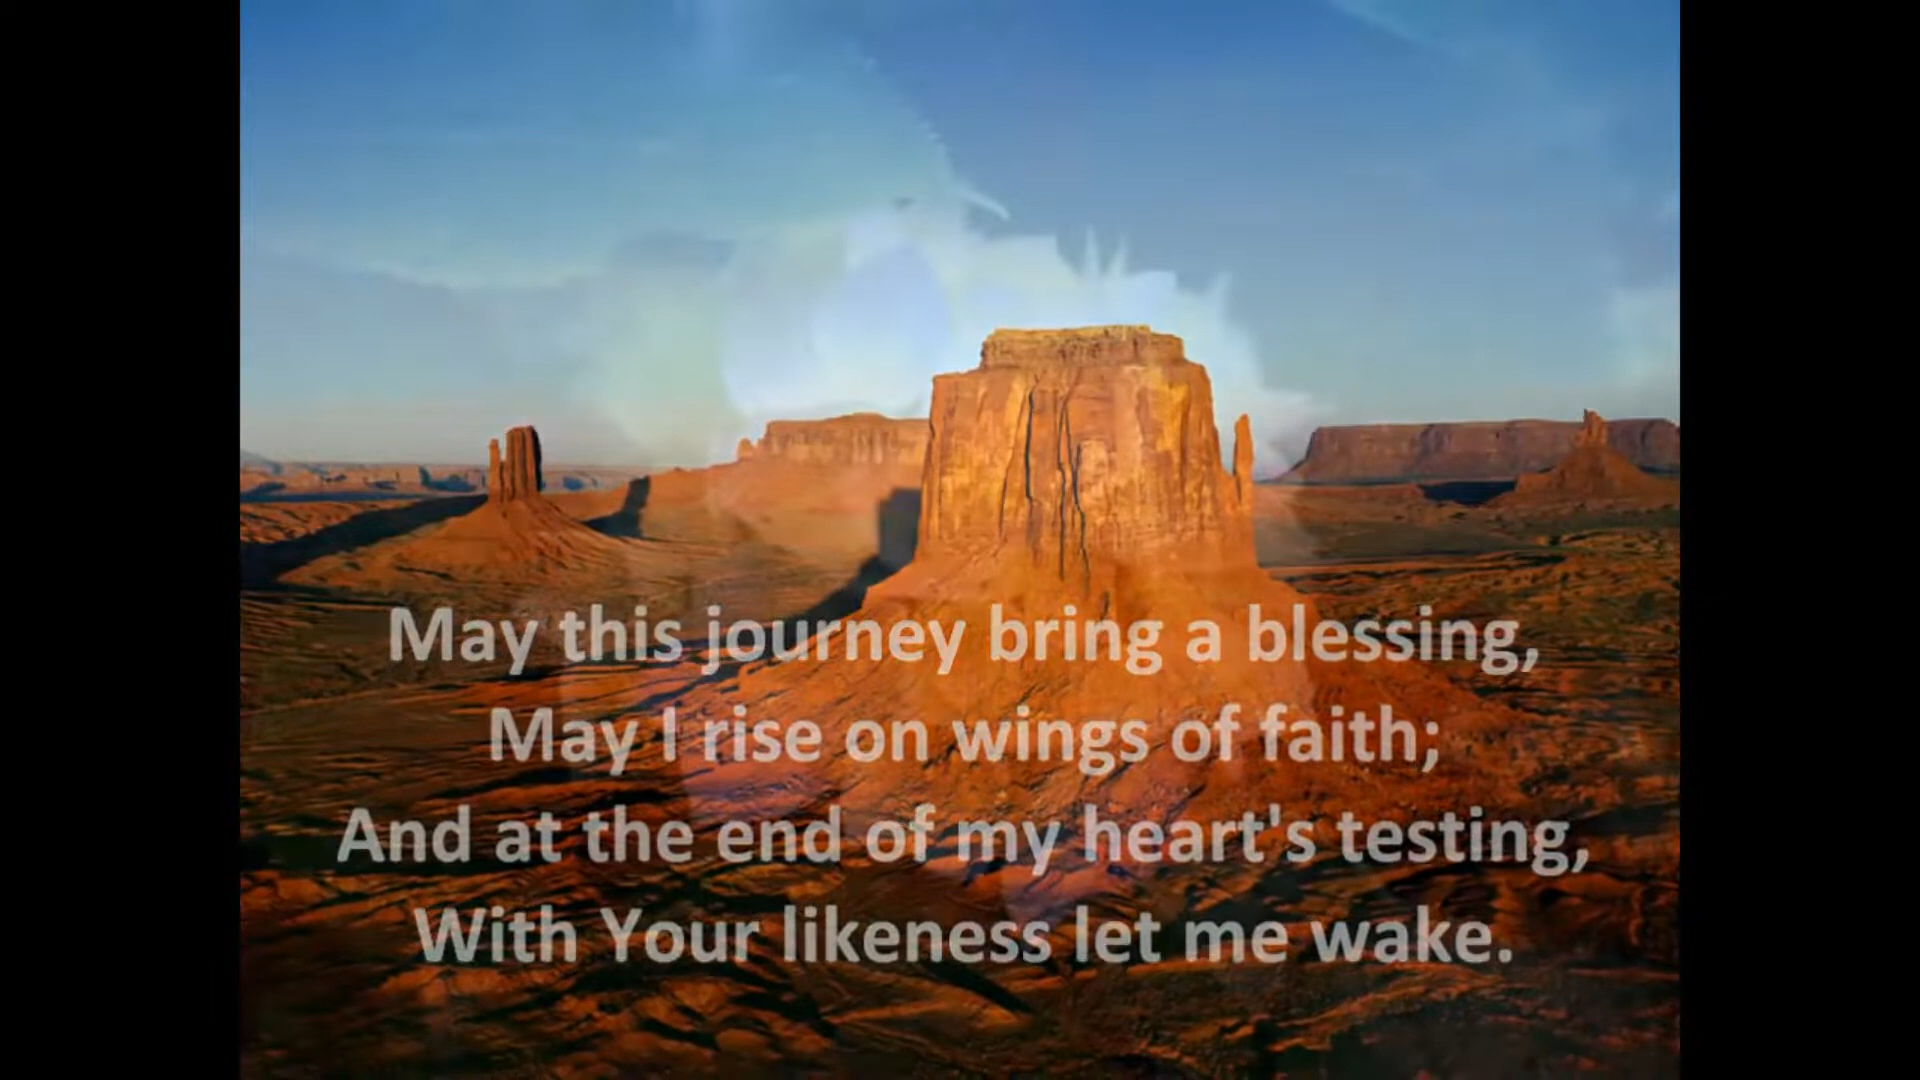 May this journey bring a blessing,
May I rise on wings of faith;
And at the end of my heart's testing,
With Your likeness let me wake.